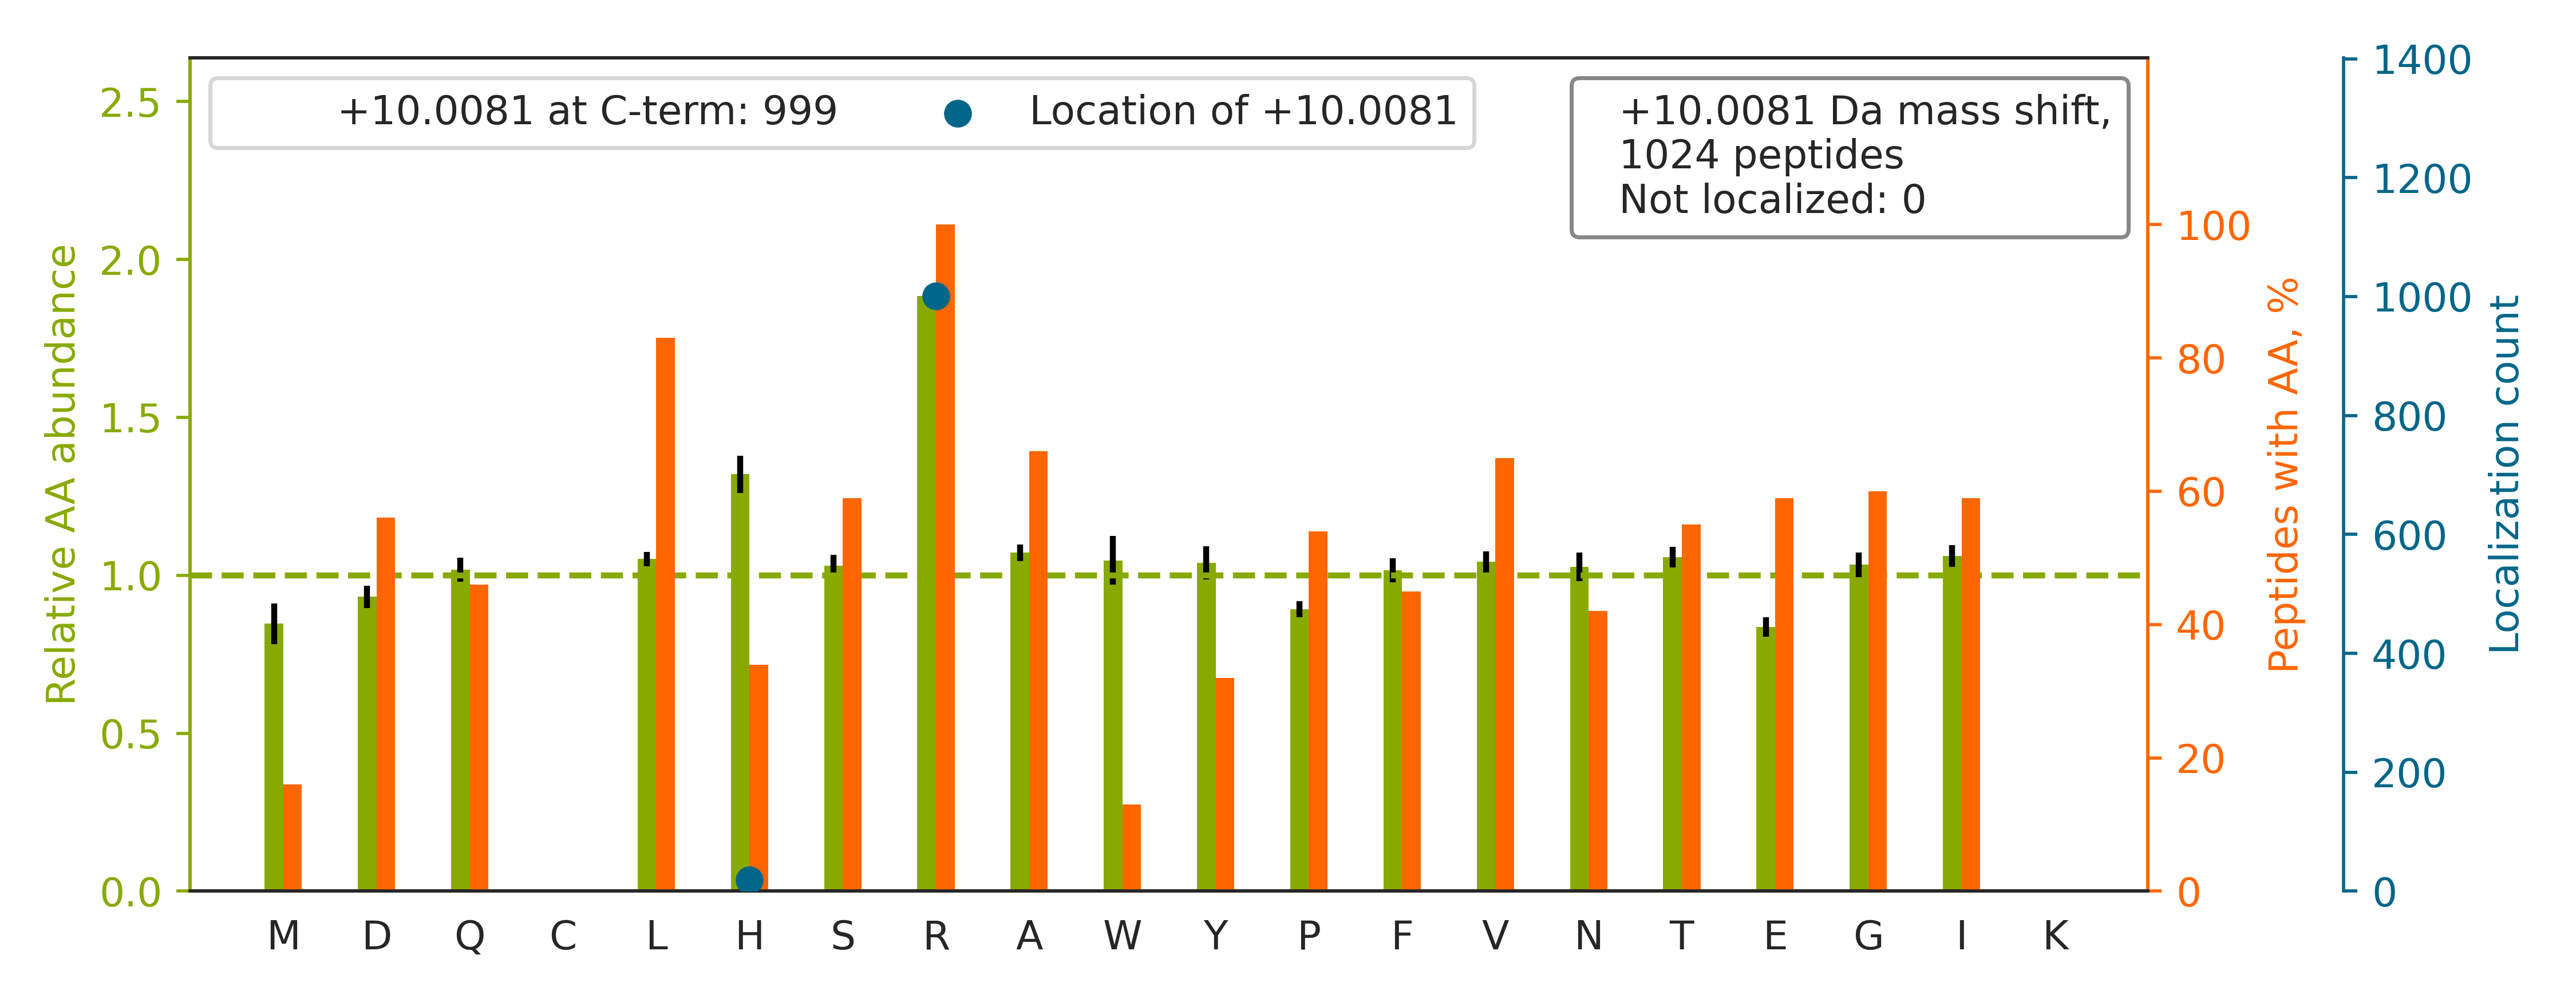 +10.0081 at C-term: 999
Location of +10.0081
+10.0081 Da mass shift,
1024 peptides
Not localized: 0
Relative AA abundance
2.5
2.0
1.5
1.0
0.5
0.0
M D Q C L H S R A W Y P F V N T E G I K
100
80
60
40
20
0
Peptides with AA, %
1400
1200
1000
800
600
400
200
0
Localization count